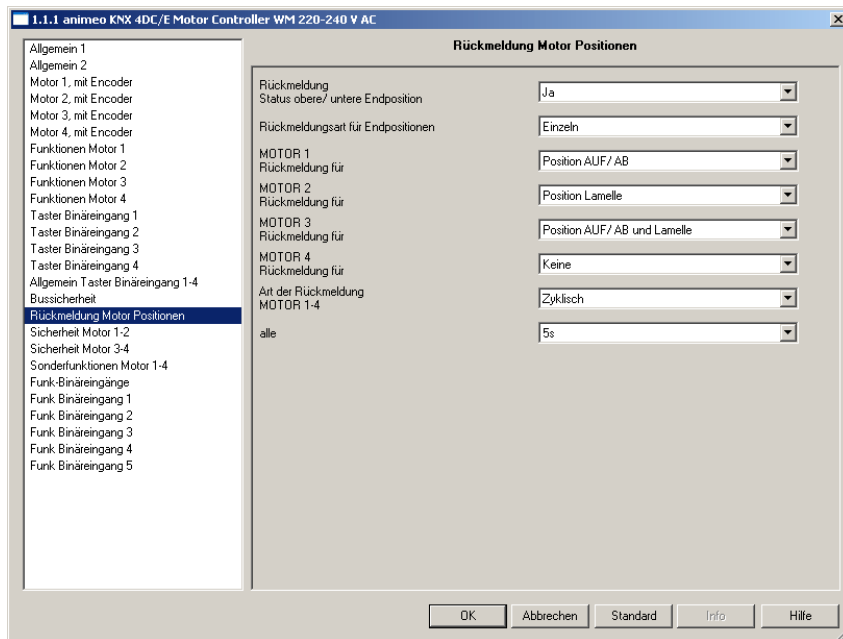 1.1.1 animeo KNX 4DC/E Motor Controller WM 220-240 V AC
Allgemein 1
Allgemein 2
Motor 1, mit Encoder
Motor 2, mit Encoder
Motor 3, mit Encoder
Motor 4, mit Encoder
Funktionen Motor 1
Funktionen Motor 2
Funktionen Motor 3
Funktionen Motor 4
Taster Binäreingang 1
Taster Binäreingang 2
Taster Binäreingang 3
Taster Binäreingang 4
Allgemein Taster Binäreingang 1-4
Bussicherheit
Rückmeldung Motor Positionen
Sicherheit Motor 1-2
Sicherheit Motor 3-4
Sonderfunktionen Motor 1-4
Funk-Binäreingänge
Funk Binäreingang 1
Funk Binäreingang 2
Funk Binäreingang 3
Funk Binäreingang 4
Funk Binäreingang 5
Rückmeldung Motor Positionen
Rückmeldung
Status obere/ untere Endposition
Ja
Rückmeldungsart für Endpositionen
Einzeln
MOTOR 1
Rückmeldung für
Position AUF/ AB
MOTOR 2
Rückmeldung für
Position Lamelle
MOTOR 3
Rückmeldung für
Position AUF/ AB und Lamelle
MOTOR 4
Rückmeldung für
Keine
Art der Rückmeldung
MOTOR 1-4
Zyklisch
alle
5s
OK
Abbrechen
Standard
Info
Hilfe